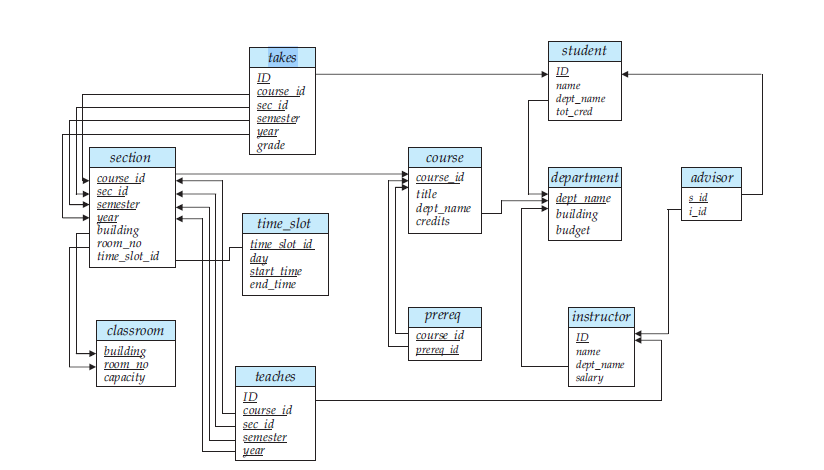 takes
ID
course_id
sec_id
semester
year
grade
student
ID
name
dept_name
tot_cred
section
course_id
sec_id
semester
year
building
room_no
time_slot_id
course
course_id
title
dept_name
credits
department
dept_name
building
budget
advisor
s_id
i_id
time_slot
time_slot_id
day
start_time
end_time
prereq
course_id
prereq_id
instructor
ID
name
dept_name
salary
classroom
building
room_no
capacity
teaches
ID
course_id
sec_id
semester
year